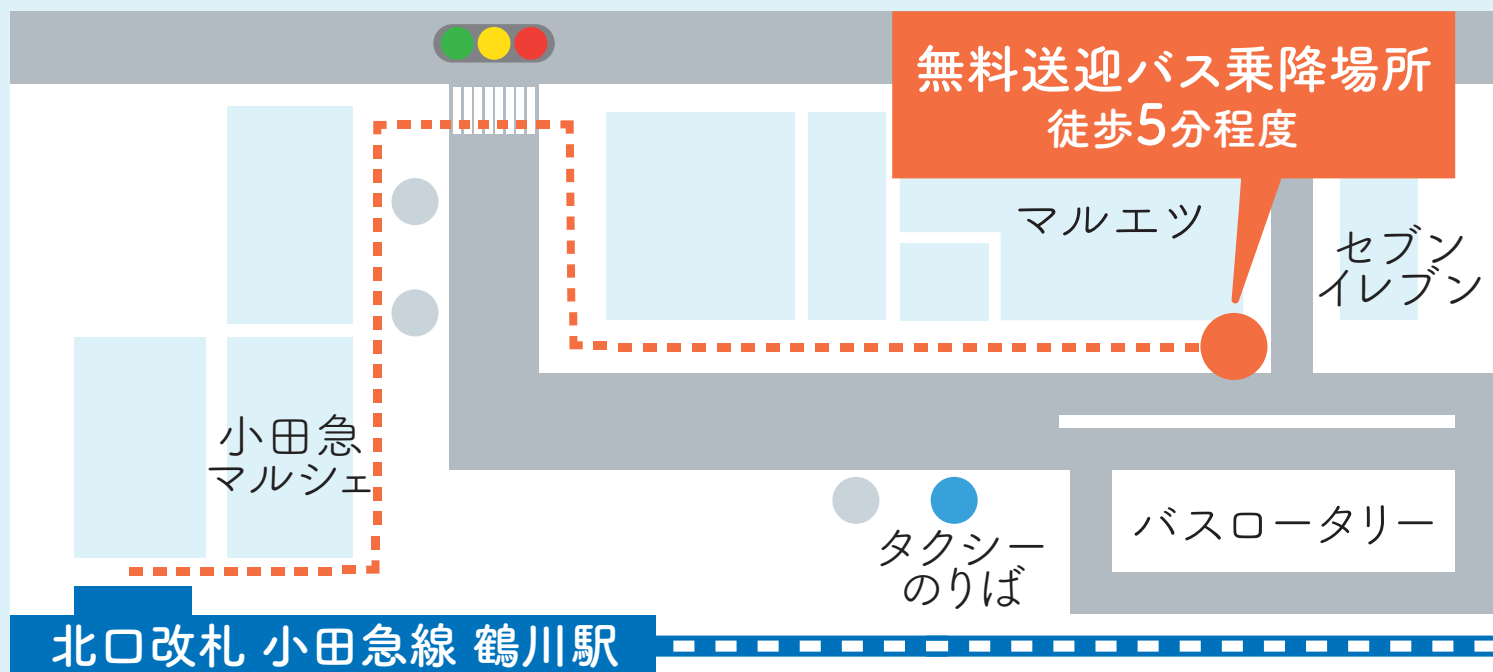 無料送迎バス乗降場所
徒歩5分程度
マルエツ
セブン
イレブン
小田急
マルシェ
タクシー
のりば
バスロータリー
北口改札 小田急線 鶴川駅